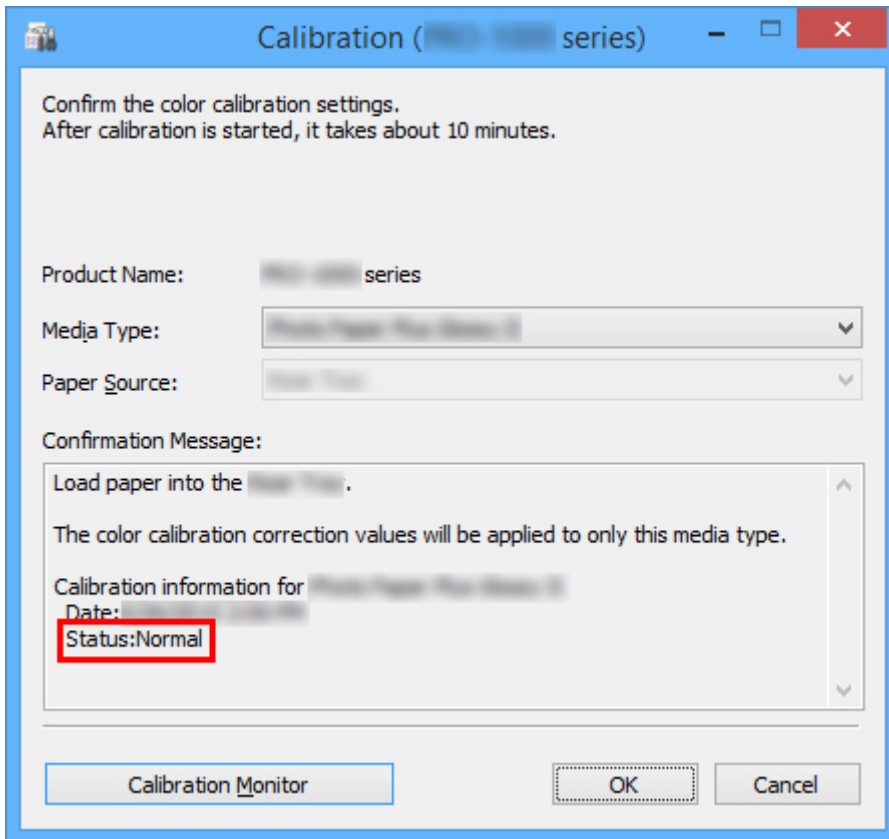 Calibration ( series)
Confirm the color calibration settings.
After calibration is started, it takes about 10 minutes.
Product Name: series
Media Type:
Paper Source:
Confirmation Message:
Load paper into the .
The color calibration correction values will be applied to only this media type.
Calibration information for
Date:
Status:Normal
Calibration Monitor OK Cancel